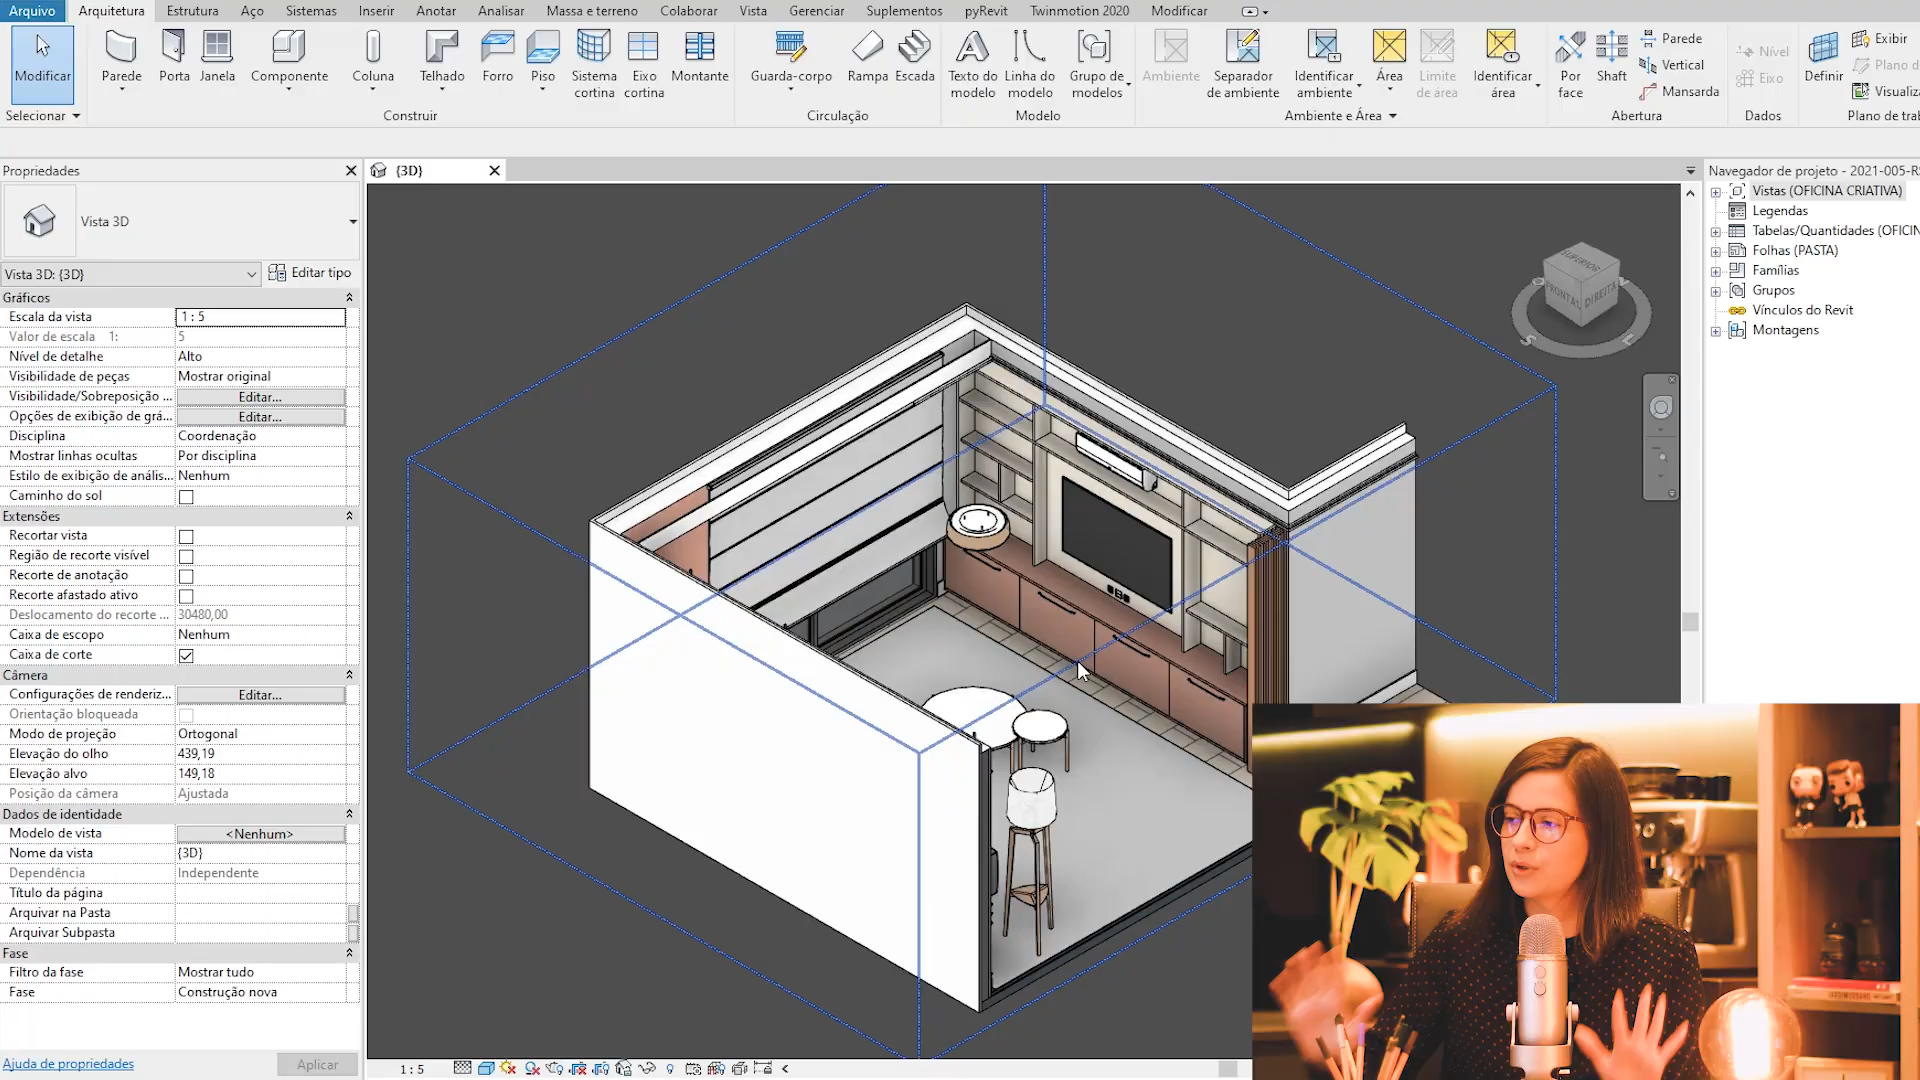 Arquivo Arquitetura Estrutura Aço Sistemas Inserir Anotar Analisar Massa e terreno Colaborar Vista Gerenciar Suplementos pyRevit Twinmotion 2020 Modificar
Modificar
Parede
Porta
Janela
Componente
Coluna
Telhado
Forro
Piso
Sistema cortina
Eixo cortina
Montante
Guarda-corpo
Rampa
Escada
Texto do modelo
Linha do modelo
Grupo de modelos
Ambiente
Separador de ambiente
Identificar ambiente
Área
Limite de área
Identificar área
Por face
Shaft
Parede
Vertical
Mansarda
Nível
Eixo
Definir
Exibir
Plano d
Visualiza
Selecionar Construir Circulação Modelo Ambiente e Área Abertura Dados Plano de trab
Propriedades
Vista 3D
Vista 3D: {3D} Editar tipo
Gráficos
Escala da vista 1 : 5
Valor de escala 1: 5
Nível de detalhe Alto
Visibilidade de peças Mostrar original
Visibilidade/Sobreposição ... Editar...
Opções de exibição de grá... Editar...
Disciplina Coordenação
Mostrar linhas ocultas Por disciplina
Estilo de exibição de anális... Nenhum
Caminho do sol
Extensões
Recortar vista
Região de recorte visível
Recorte de anotação
Recorte afastado ativo
Deslocamento do recorte ... 30480,00
Caixa de escopo Nenhum
Caixa de corte
Câmera
Configurações de renderiz... Editar...
Orientação bloqueada
Modo de projeção Ortogonal
Elevação do olho 439,19
Elevação alvo 149,18
Posição da câmera Ajustada
Dados de identidade
Modelo de vista <Nenhum>
Nome da vista {3D}
Dependência Independente
Título da página
Arquivar na Pasta
Arquivar Subpasta
Fase
Filtro da fase Mostrar tudo
Fase Construção nova
Ajuda de propriedades Aplicar
{3D}
SUPERIOR
FRONTAL DIREITA
S L
1 : 5
Navegador de projeto - 2021-005-RS
Vistas (OFICINA CRIATIVA)
Legendas
Tabelas/Quantidades (OFICIN
Folhas (PASTA)
Famílias
Grupos
Vínculos do Revit
Montagens